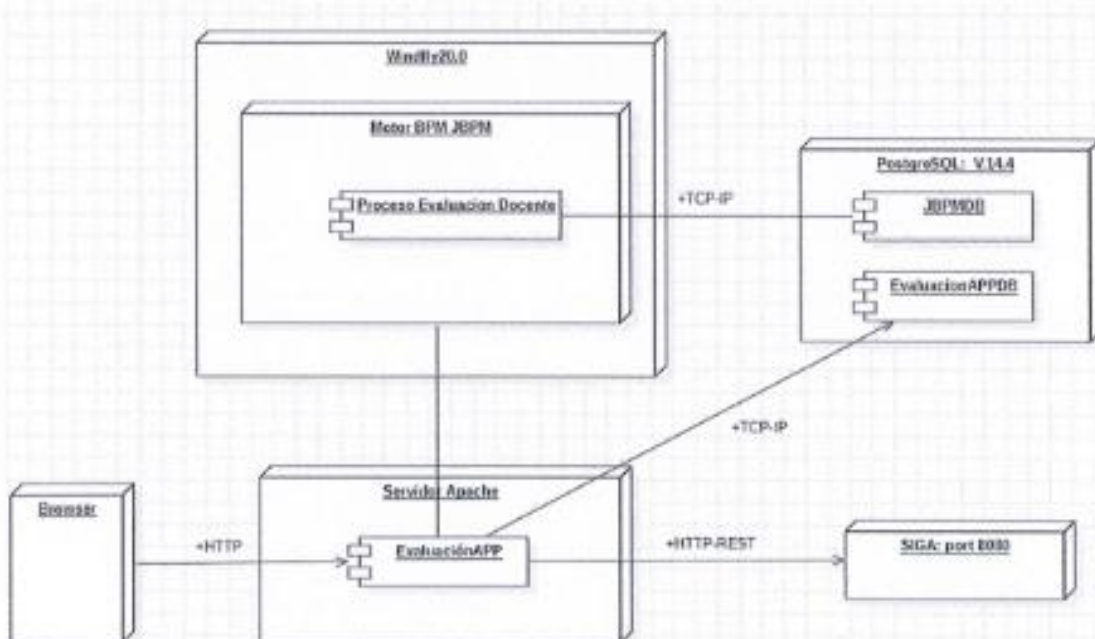 Windfly20.0
Motor BPM JBPM
Proceso Evaluacion Docente
+TCP-IP
PostgreSQL: V.14.4
JBPMDB
EvaluacionAPPDB
+TCP-IP
Servidor Apache
Browser
+HTTP
EvaluaciónAPP
+HTTP-REST
SIGA: port 8080